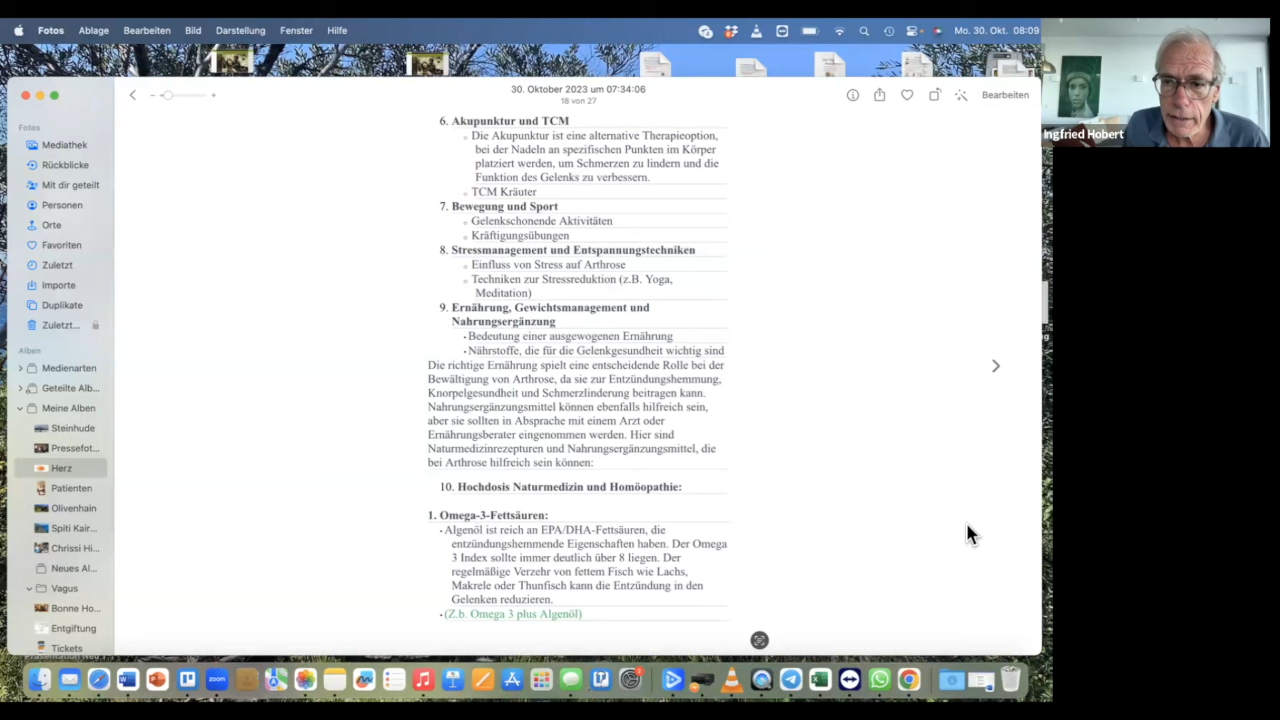 Fotos Ablage Bearbeiten Bild Darstellung Fenster Hilfe
Mo. 30. Okt. 08:09
Ingfried Hobert
30. Oktober 2023 um 07:34:06
18 von 27
Bearbeiten
Fotos
Mediathek
Rückblicke
Mit dir geteilt
Personen
Orte
Favoriten
Zuletzt
Importe
Duplikate
Zuletzt...
Alben
Medienarten
Geteilte Alb...
Meine Alben
Steinhude
Pressefot...
Herz
Patienten
Olivenhain
Spiti Kair...
Chrissi Hi...
Neues Al...
Vagus
Bonne Ho...
Entgiftung
Tickets
6. Akupunktur und TCM
Die Akupunktur ist eine alternative Therapieoption,
bei der Nadeln an spezifischen Punkten im Körper
platziert werden, um Schmerzen zu lindern und die
Funktion des Gelenks zu verbessern.
TCM Kräuter
7. Bewegung und Sport
Gelenkschonende Aktivitäten
Kräftigungsübungen
8. Stressmanagement und Entspannungstechniken
Einfluss von Stress auf Arthrose
Techniken zur Stressreduktion (z.B. Yoga,
Meditation)
9. Ernährung, Gewichtsmanagement und
Nahrungsergänzung
• Bedeutung einer ausgewogenen Ernährung
• Nährstoffe, die für die Gelenkgesundheit wichtig sind
Die richtige Ernährung spielt eine entscheidende Rolle bei der
Bewältigung von Arthrose, da sie zur Entzündungshemmung,
Knorpelgesundheit und Schmerzlinderung beitragen kann.
Nahrungsergänzungsmittel können ebenfalls hilfreich sein,
aber sie sollten in Absprache mit einem Arzt oder
Ernährungsberater eingenommen werden. Hier sind
Naturmedizinrezepturen und Nahrungsergänzungsmittel, die
bei Arthrose hilfreich sein können:
10. Hochdosis Naturmedizin und Homöopathie:
1. Omega-3-Fettsäuren:
• Algenöl ist reich an EPA/DHA-Fettsäuren, die
entzündungshemmende Eigenschaften haben. Der Omega
3 Index sollte immer deutlich über 8 liegen. Der
regelmäßige Verzehr von fettem Fisch wie Lachs,
Makrele oder Thunfisch kann die Entzündung in den
Gelenken reduzieren.
• (Z.b. Omega 3 plus Algenöl)
zoom